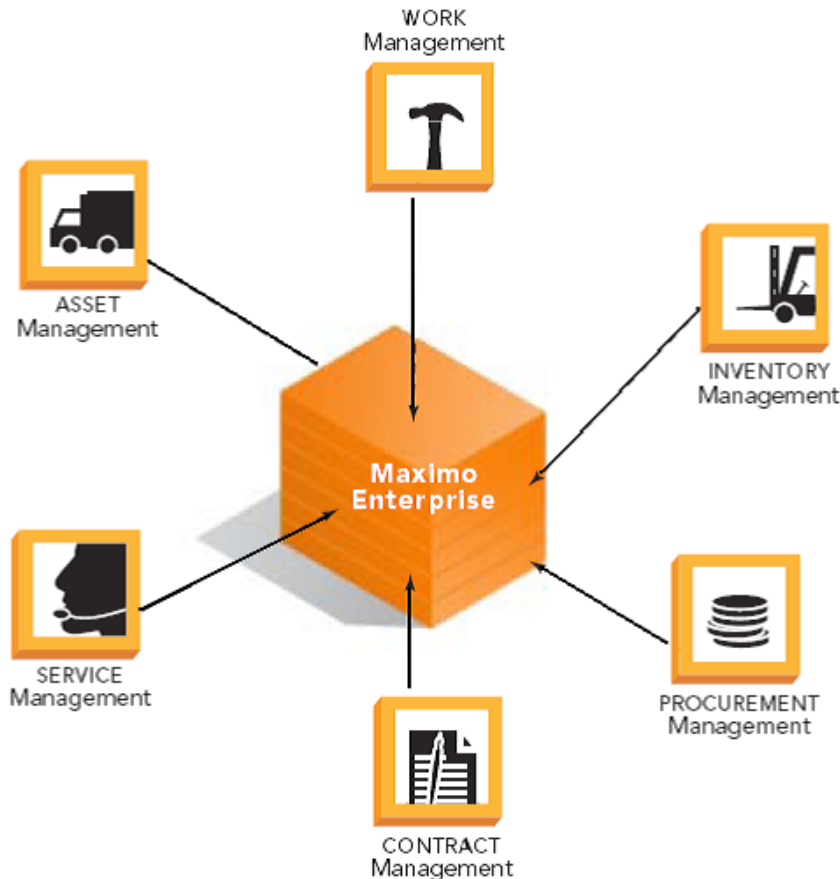 WORK
Management
ASSET
Management
INVENTORY
Management
Maximo
Enterprise
SERVICE
Management
PROCUREMENT
Management
CONTRACT
Management